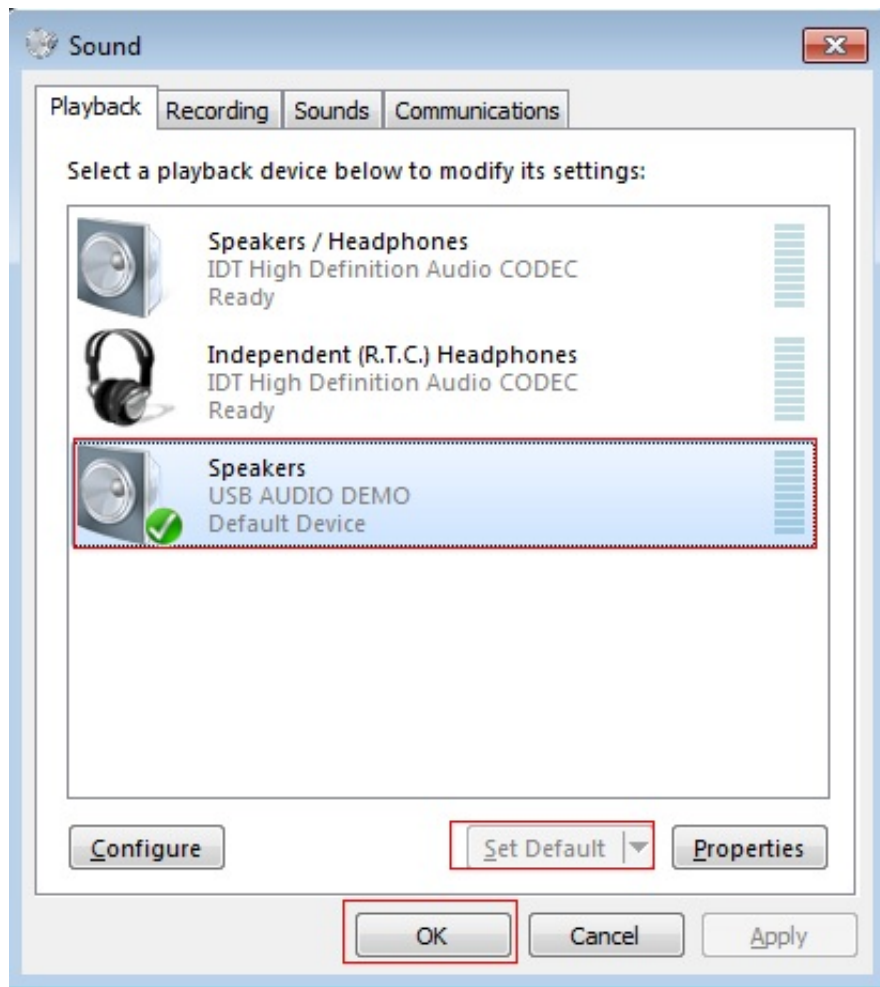 Sound
Playback
Recording
Sounds
Communications
Select a playback device below to modify its settings:
Speakers / Headphones
IDT High Definition Audio CODEC
Ready
Independent (R.T.C.) Headphones
IDT High Definition Audio CODEC
Ready
Speakers
USB AUDIO DEMO
Default Device
Configure
Set Default
Properties
OK
Cancel
Apply